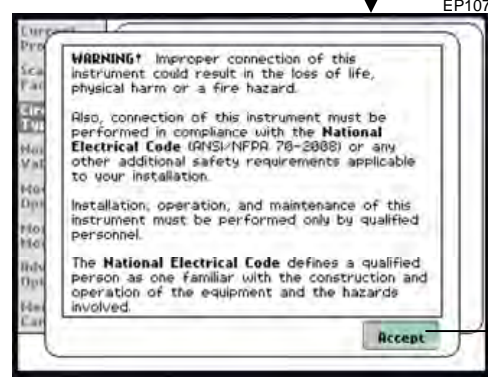 EP107
WARNING! Improper connection of this
instrument could result in the loss of life,
physical harm or a fire hazard.
Also, connection of this instrument must be
performed in compliance with the National
Electrical Code (ANSI/NFPA 70-2008) or any
other additional safety requirements applicable
to your installation.
Installation, operation, and maintenance of this
instrument must be performed only by qualified
personnel.
The National Electrical Code defines a qualified
person as one familiar with the construction and
operation of the equipment and the hazards
involved.
Accept